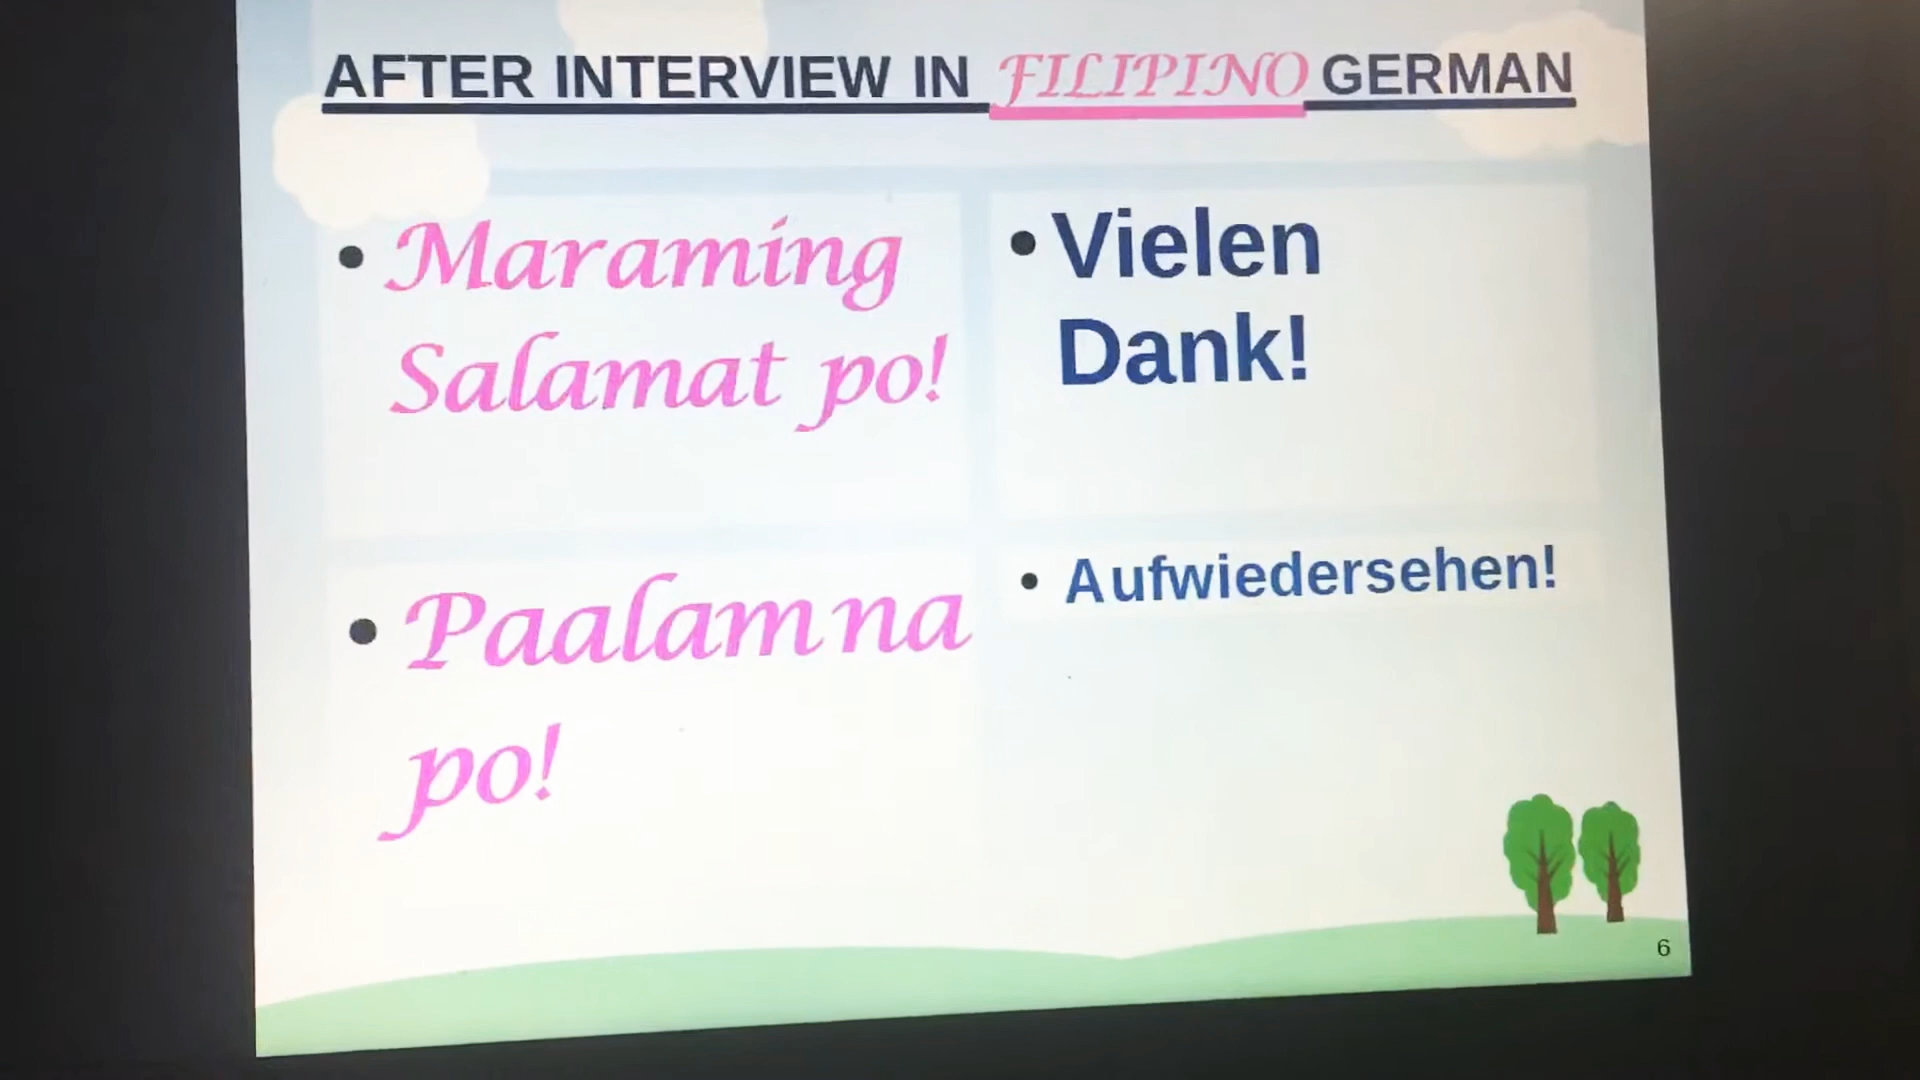 AFTER INTERVIEW IN FILIPINO GERMAN
• Maraming
Salamat po!
• Vielen
Dank!
• Paalam na
po!
• Aufwiedersehen!
6